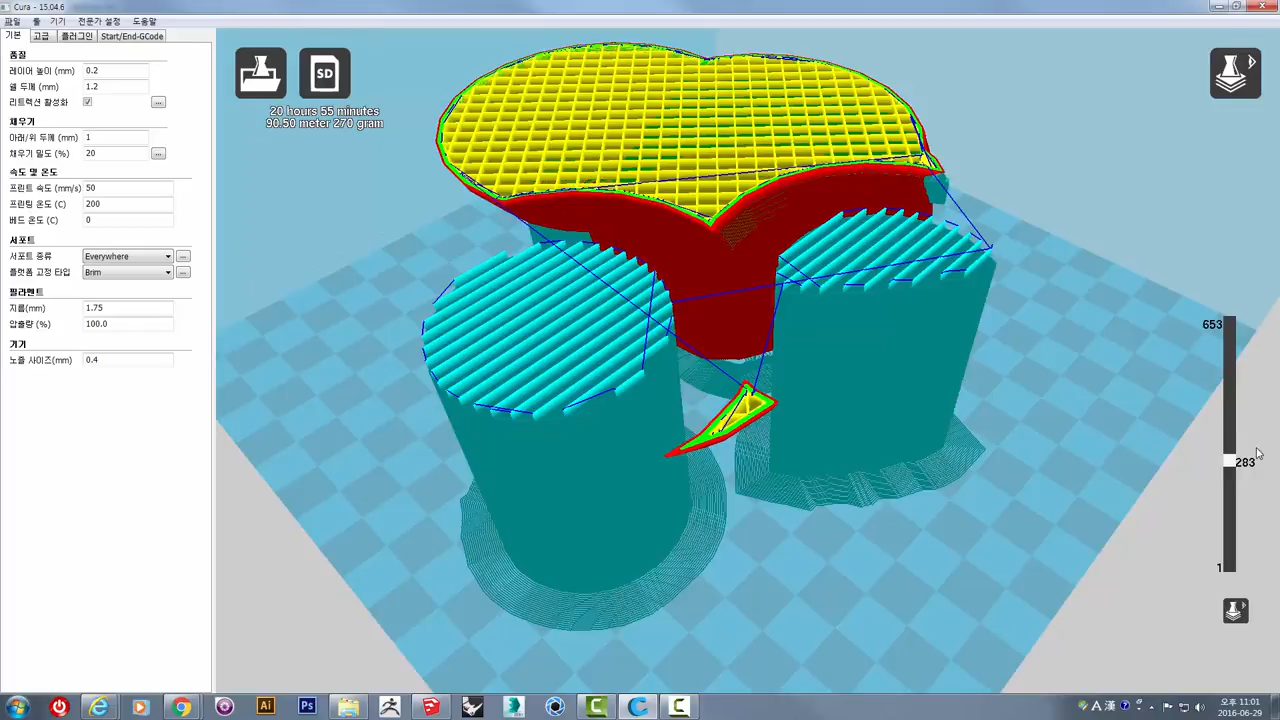 Cura - 15.04.6
파일 툴 기기 전문가 설정 도움말
기본 고급 플러그인 Start/End-GCode
품질
레이어 높이 (mm) 0.2
쉘 두께 (mm) 1.2
리트렉션 활성화 ...
채우기
아래/위 두께 (mm) 1
채우기 밀도 (%) 20 ...
속도 및 온도
프린트 속도 (mm/s) 50
프린팅 온도 (C) 200
베드 온도 (C) 0
서포트
서포트 종류 Everywhere ...
플랫폼 고정 타입 Brim ...
필라멘트
지름(mm) 1.75
압출량 (%) 100.0
기기
노즐 사이즈(mm) 0.4
SD
20 hours 55 minutes
90.50 meter 270 gram
653
283
1
Ai Ps
A 漢
오후 11:01
2016-06-29